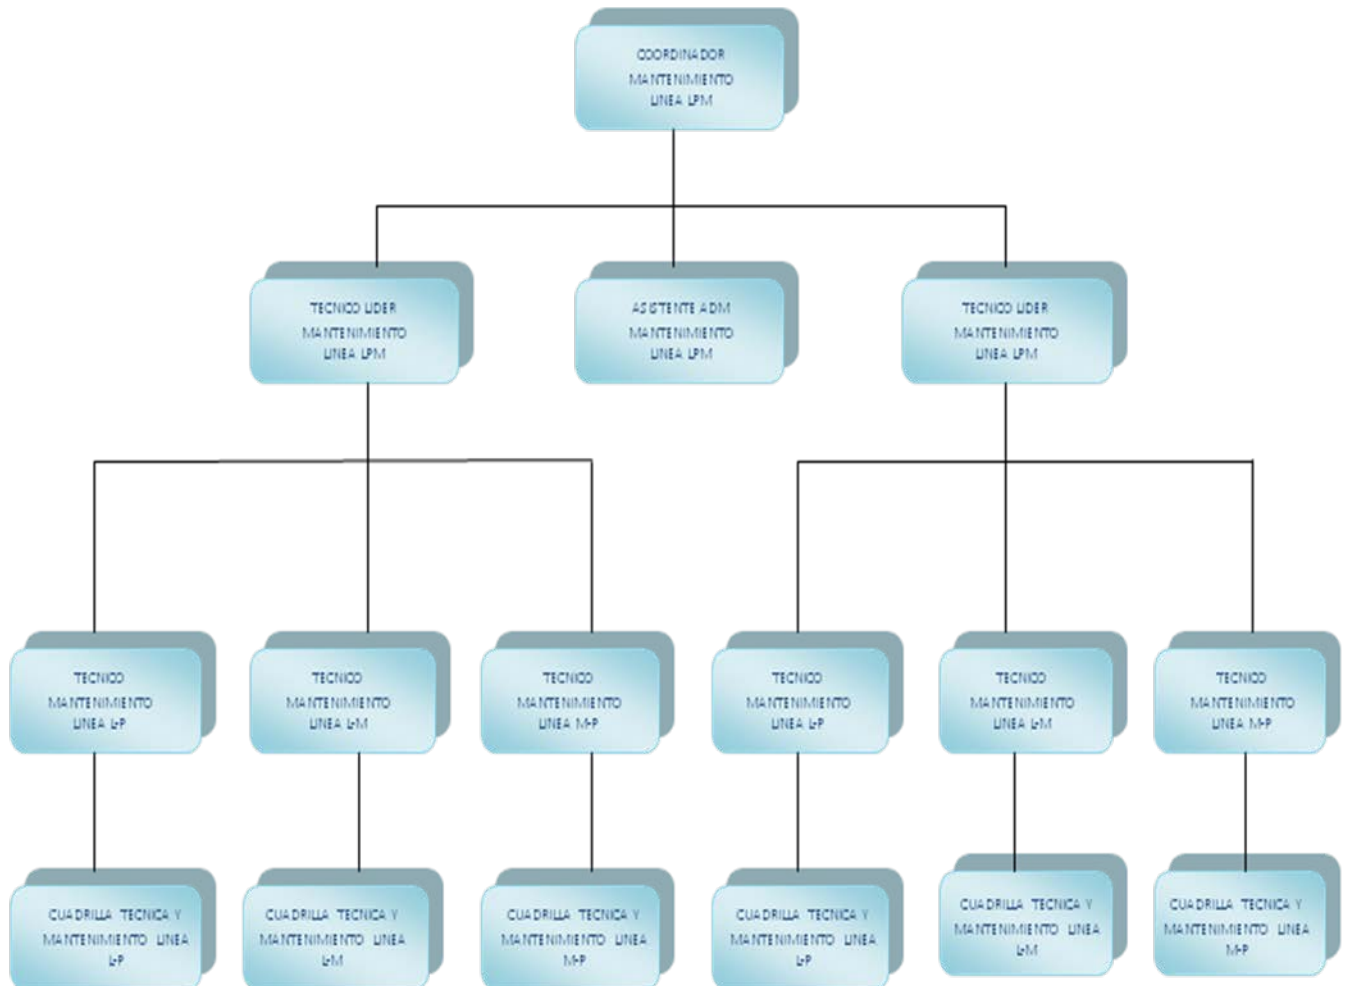 COORDINADOR
MANTENIMIENTO
LINEA LPM
TECNICO LIDER
MANTENIMIENTO
LINEA LPM
ASISTENTE ADM
MANTENIMIENTO
LINEA LPM
TECNICO LIDER
MANTENIMIENTO
LINEA LPM
TECNICO
MANTENIMIENTO
LINEA L-P
TECNICO
MANTENIMIENTO
LINEA L-M
TECNICO
MANTENIMIENTO
LINEA M-P
TECNICO
MANTENIMIENTO
LINEA L-P
TECNICO
MANTENIMIENTO
LINEA L-M
TECNICO
MANTENIMIENTO
LINEA M-P
CUADRILLA TECNICA Y
MANTENIMIENTO LINEA
L-P
CUADRILLA TECNICA Y
MANTENIMIENTO LINEA
L-M
CUADRILLA TECNICA Y
MANTENIMIENTO LINEA
M-P
CUADRILLA TECNICA Y
MANTENIMIENTO LINEA
L-P
CUADRILLA TECNICA Y
MANTENIMIENTO LINEA
L-M
CUADRILLA TECNICA Y
MANTENIMIENTO LINEA
M-P